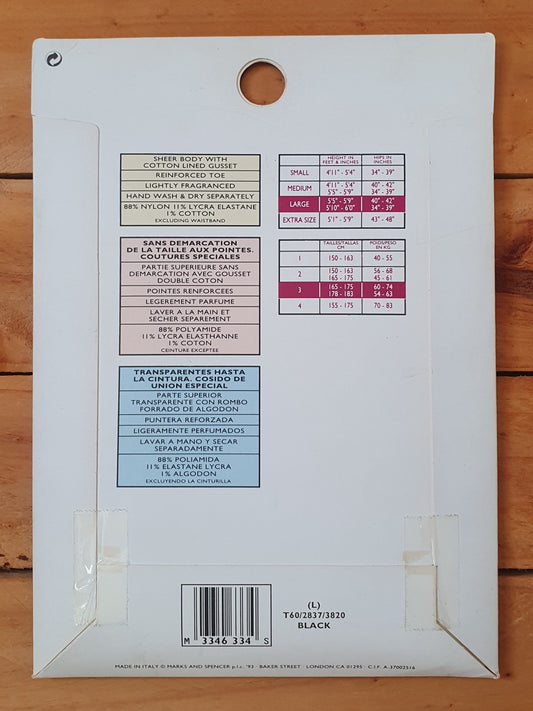 SHEER BODY WITH
COTTON LINED GUSSET
REINFORCED TOE
LIGHTLY FRAGRANCED
HAND WASH & DRY SEPARATELY
88% NYLON 11% LYCRA ELASTANE
1% COTTON
EXCLUDING WAISTBAND
SANS DEMARCATION
DE LA TAILLE AUX POINTES.
COUTURES SPECIALES
PARTIE SUPERIEURE SANS
DEMARCATION AVEC GOUSSET
DOUBLE COTON
POINTES RENFORCEES
LEGEREMENT PARFUME
LAVER A LA MAIN ET
SECHER SEPAREMENT
88% POLYAMIDE
11% LYCRA ELASTHANNE
1% COTON
CEINTURE EXCEPTEE
TRANSPARENTES HASTA
LA CINTURA. COSIDO DE
UNION ESPECIAL
PARTE SUPERIOR
TRANSPARENTE CON ROMBO
FORRADO DE ALGODON
PUNTERA REFORZADA
LIGERAMENTE PERFUMADOS
LAVAR A MANO Y SECAR
SEPARADAMENTE
88% POLIAMIDA
11% ELASTANE LYCRA
1% ALGODON
EXCLUYENDO LA CINTURILLA
HEIGHT IN FEET & INCHES HIPS IN INCHES
SMALL 4'11" - 5'4" 34" - 39"
MEDIUM 4'11" - 5'4" 40" - 42"
5'5" - 5'9" 34" - 39"
LARGE 5'5" - 5'9" 40" - 42"
5'10" - 6'0" 34" - 39"
EXTRA SIZE 5'1" - 5'9" 43" - 48"
TAILLES/TALLAS CM POIDS/PESO EN KG
1 150 - 163 40 - 55
2 150 - 163 56 - 68
165 - 175 45 - 61
3 165 - 175 60 - 74
178 - 183 54 - 63
4 155 - 175 70 - 83
M 3346 334 S
(L)
T60/2837/3820
BLACK
MADE IN ITALY © MARKS AND SPENCER p.l.c. '93 · BAKER STREET · LONDON CA 01295 · C.I.F. A-37002516